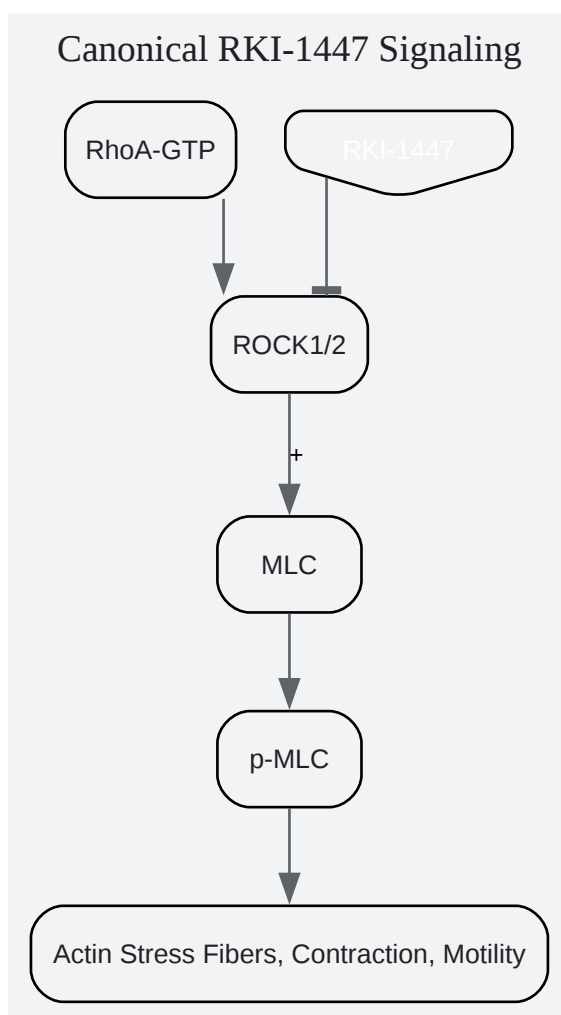 Canonical RKI-1447 Signaling
RhoA-GTP
RKI-1447
ROCK1/2
+
MLC
p-MLC
Actin Stress Fibers, Contraction, Motility